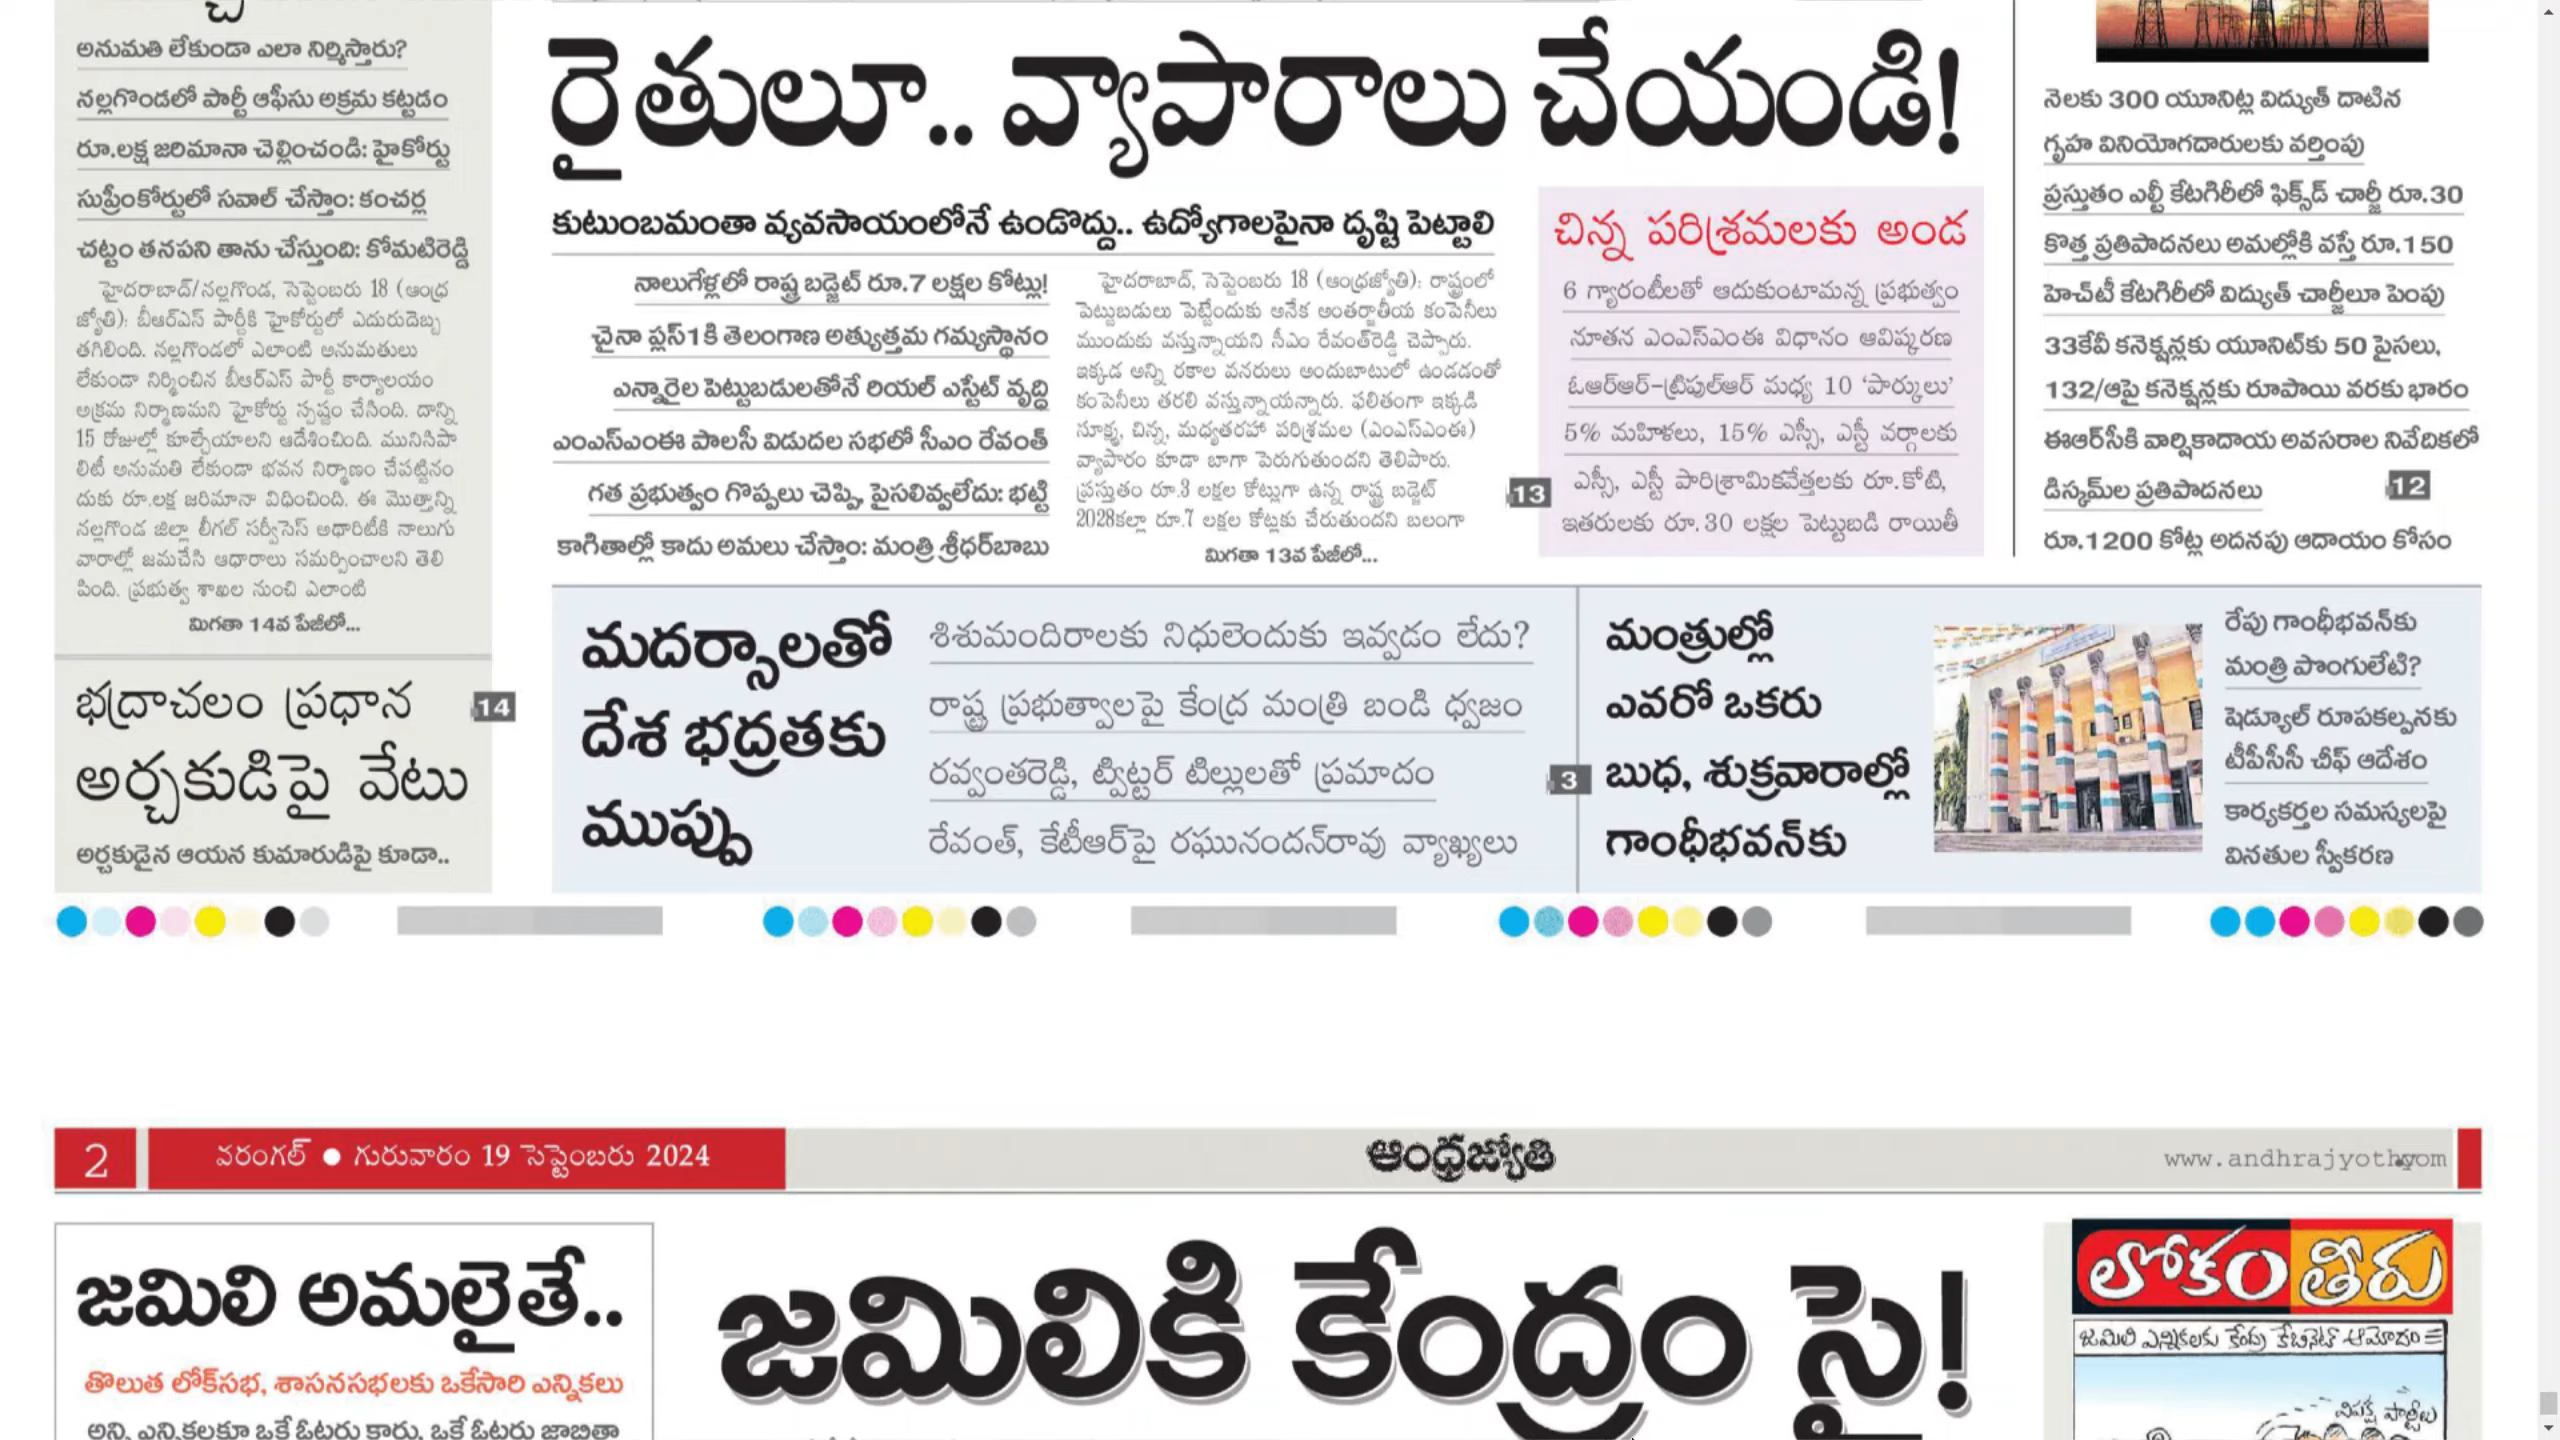 అనుమతి లేకుండా ఎలా నిర్మిస్తారు?
నల్లగొండలో పార్టీ ఆఫీసు అక్రమ కట్టడం
రూ.లక్ష జరిమానా చెల్లించండి: హైకోర్టు
సుప్రీంకోర్టులో సవాల్ చేస్తాం: కంచర్ల
చట్టం తనపని తాను చేస్తుంది: కోమటిరెడ్డి
హైదరాబాద్/నల్లగొండ, సెప్టెంబరు 18 (ఆంధ్ర
జ్యోతి): బీఆర్ఎస్ పార్టీకి హైకోర్టులో ఎదురుదెబ్బ
తగిలింది. నల్లగొండలో ఎలాంటి అనుమతులు
లేకుండా నిర్మించిన బీఆర్ఎస్ పార్టీ కార్యాలయం
అక్రమ నిర్మాణమని హైకోర్టు స్పష్టం చేసింది. దాన్ని
15 రోజుల్లో కూల్చేయాలని ఆదేశించింది. మునిసిపా
లిటీ అనుమతి లేకుండా భవన నిర్మాణం చేపట్టినం
దుకు రూ.లక్ష జరిమానా విధించింది. ఈ మొత్తాన్ని
నల్లగొండ జిల్లా లీగల్ సర్వీసెస్ అథారిటీకి నాలుగు
వారాల్లో జమచేసి ఆధారాలు సమర్పించాలని తెలి
పింది. ప్రభుత్వ శాఖల నుంచి ఎలాంటి
మిగతా 14వ పేజీలో...
భద్రాచలం ప్రధాన
అర్చకుడిపై వేటు
14
అర్చకుడైన ఆయన కుమారుడిపై కూడా..
రైతులూ.. వ్యాపారాలు చేయండి!
కుటుంబమంతా వ్యవసాయంలోనే ఉండొద్దు.. ఉద్యోగాలపైనా దృష్టి పెట్టాలి
నాలుగేళ్లలో రాష్ట్ర బడ్జెట్ రూ.7 లక్షల కోట్లు!
చైనా ప్లస్1కి తెలంగాణ అత్యుత్తమ గమ్యస్థానం
ఎన్నారైల పెట్టుబడులతోనే రియల్ ఎస్టేట్ వృద్ధి
ఎంఎస్ఎంఈ పాలసీ విడుదల సభలో సీఎం రేవంత్
గత ప్రభుత్వం గొప్పలు చెప్పి, పైసలివ్వలేదు: భట్టి
కాగితాల్లో కాదు అమలు చేస్తాం: మంత్రి శ్రీధర్‌బాబు
హైదరాబాద్, సెప్టెంబరు 18 (ఆంధ్రజ్యోతి): రాష్ట్రంలో
పెట్టుబడులు పెట్టేందుకు అనేక అంతర్జాతీయ కంపెనీలు
ముందుకు వస్తున్నాయని సీఎం రేవంత్‌రెడ్డి చెప్పారు.
ఇక్కడ అన్ని రకాల వనరులు అందుబాటులో ఉండడంతో
కంపెనీలు తరలి వస్తున్నాయన్నారు. ఫలితంగా ఇక్కడి
సూక్ష్మ, చిన్న, మధ్యతరహా పరిశ్రమల (ఎంఎస్ఎంఈ)
వ్యాపారం కూడా బాగా పెరుగుతుందని తెలిపారు.
ప్రస్తుతం రూ.3 లక్షల కోట్లుగా ఉన్న రాష్ట్ర బడ్జెట్
2028కల్లా రూ.7 లక్షల కోట్లకు చేరుతుందని బలంగా
మిగతా 13వ పేజీలో...
చిన్న పరిశ్రమలకు అండ
6 గ్యారంటీలతో ఆదుకుంటామన్న ప్రభుత్వం
నూతన ఎంఎస్ఎంఈ విధానం ఆవిష్కరణ
ఓఆర్ఆర్-ట్రిపుల్ఆర్ మధ్య 10 ‘పార్కులు’
5% మహిళలు, 15% ఎస్సీ, ఎస్టీ వర్గాలకు
ఎస్సీ, ఎస్టీ పారిశ్రామికవేత్తలకు రూ.కోటి,
13
ఇతరులకు రూ.30 లక్షల పెట్టుబడి రాయితీ
నెలకు 300 యూనిట్ల విద్యుత్ దాటిన
గృహ వినియోగదారులకు వర్తింపు
ప్రస్తుతం ఎల్టీ కేటగిరీలో ఫిక్స్‌డ్ చార్జీ రూ.30
కొత్త ప్రతిపాదనలు అమల్లోకి వస్తే రూ.150
హెచ్‌టీ కేటగిరీలో విద్యుత్ చార్జీలూ పెంపు
33కేవీ కనెక్షన్లకు యూనిట్‌కు 50 పైసలు,
132/ఆపై కనెక్షన్లకు రూపాయి వరకు భారం
ఈఆర్‌సీకి వార్షికాదాయ అవసరాల నివేదికలో
డిస్కమ్‌ల ప్రతిపాదనలు
12
రూ.1200 కోట్ల అదనపు ఆదాయం కోసం
మదర్సాలతో
దేశ భద్రతకు
ముప్పు
శిశుమందిరాలకు నిధులెందుకు ఇవ్వడం లేదు?
రాష్ట్ర ప్రభుత్వాలపై కేంద్ర మంత్రి బండి ధ్వజం
రవ్వంతరెడ్డి, ట్విట్టర్ టిల్లులతో ప్రమాదం
రేవంత్, కేటీఆర్‌పై రఘునందన్‌రావు వ్యాఖ్యలు
3
మంత్రుల్లో
ఎవరో ఒకరు
బుధ, శుక్రవారాల్లో
గాంధీభవన్‌కు
రేపు గాంధీభవన్‌కు
మంత్రి పొంగులేటి?
షెడ్యూల్ రూపకల్పనకు
టీపీసీసీ చీఫ్ ఆదేశం
కార్యకర్తల సమస్యలపై
వినతుల స్వీకరణ
2
వరంగల్ ● గురువారం 19 సెప్టెంబరు 2024
ఆంధ్రజ్యోతి
జమిలి అమలైతే..
తొలుత లోక్‌సభ, శాసనసభలకు ఒకేసారి ఎన్నికలు
అన్ని ఎన్నికలకూ ఒకే ఓటరు కార్డు, ఒకే ఓటరు జాబితా
జమిలికి కేంద్రం సై!
లోకం తీరు
జమిలి ఎన్నికలకు కేంద్ర కేబినెట్ ఆమోదం
విపక్ష పార్టీలు